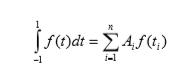 ∫_{-1}^{1} f(t)dt = ∑_{i-1}^{n} A_i f(t_i)